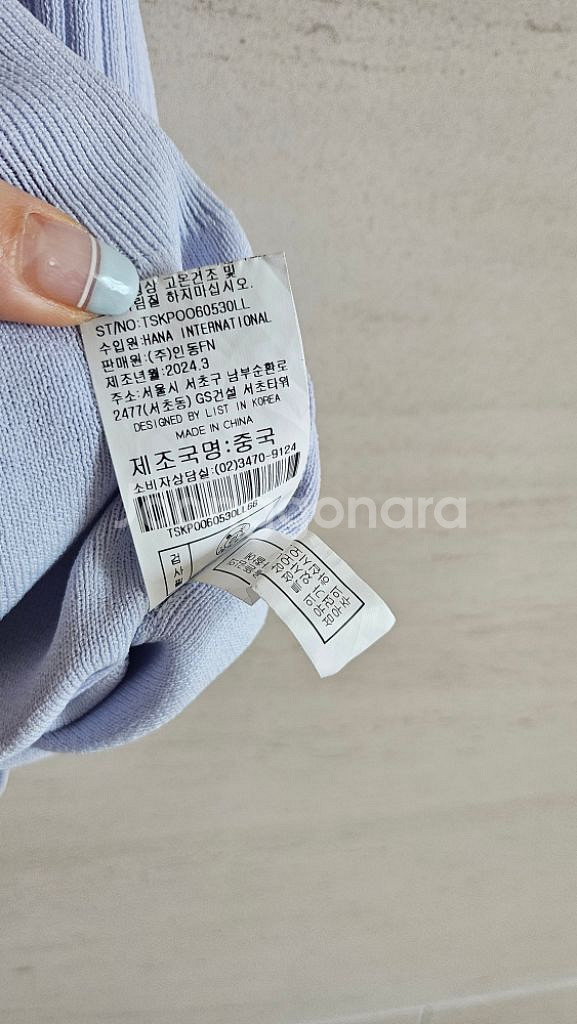 고온건조 및
하지마십시오.
ST/NO:TSKP0060530LL
수입원:HANA INTERNATIONAL
판매원:(주)인동FN
제조년월:2024.3
주소:서울시 서초구 남부순환로
2477(서초동) GS건설 서초타워
DESIGNED BY LIST IN KOREA
MADE IN CHINA
제조국명:중국
소비자상담실:(02)3470-9124
TSKP0060530LL66
검
사